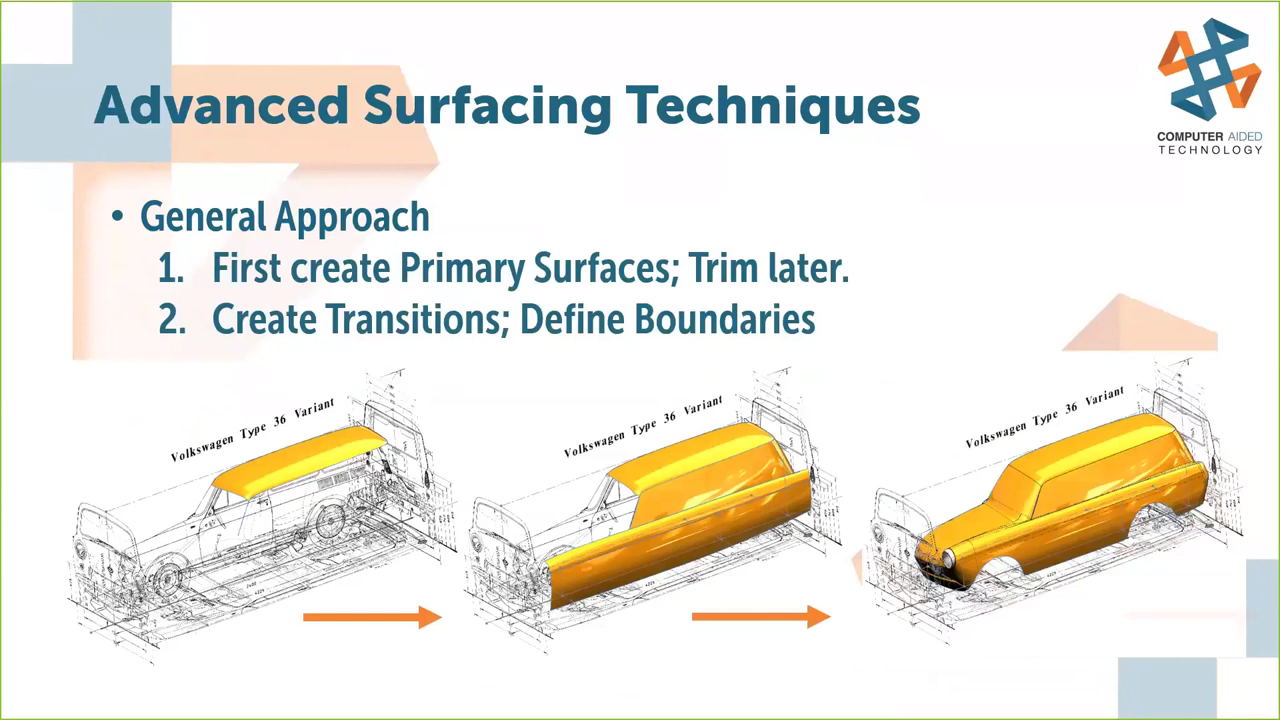 Advanced Surfacing Techniques
COMPUTER AIDED
TECHNOLOGY
• General Approach
1. First create Primary Surfaces; Trim later.
2. Create Transitions; Define Boundaries
Volkswagen Type 36 Variant
Volkswagen Type 36 Variant
Volkswagen Type 36 Variant